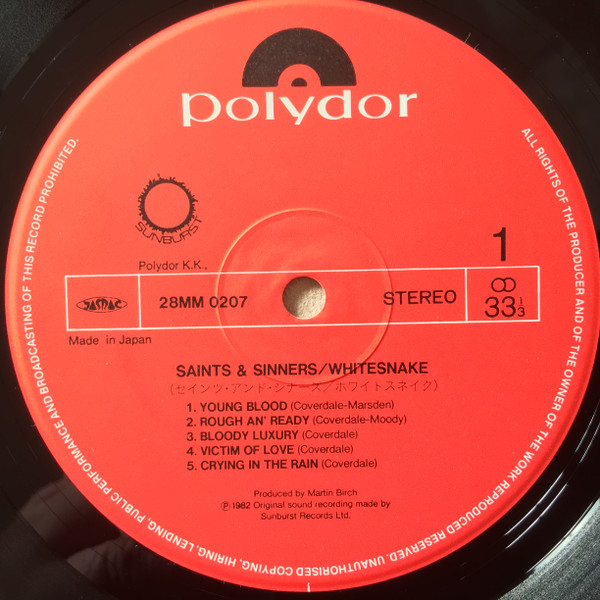 polydor
SUNBURST
1
Polydor K.K.,
JASRAC
28MM 0207
STEREO
33 1/3
Made in Japan
SAINTS & SINNERS/WHITESNAKE
(セインツ・アンド・シナーズ/ホワイトスネイク)
1. YOUNG BLOOD (Coverdale-Marsden)
2. ROUGH AN' READY (Coverdale-Moody)
3. BLOODY LUXURY (Coverdale)
4. VICTIM OF LOVE (Coverdale)
5. CRYING IN THE RAIN (Coverdale)
Produced by Martin Birch
Ⓟ1982 Original sound recording made by
Sunburst Records Ltd.
ALL RIGHTS OF THE PRODUCER AND OF THE OWNER OF THE WORK REPRODUCED RESERVED. UNAUTHORISED COPYING, HIRING, LENDING, PUBLIC PERFORMANCE AND BROADCASTING OF THIS RECORD PROHIBITED.